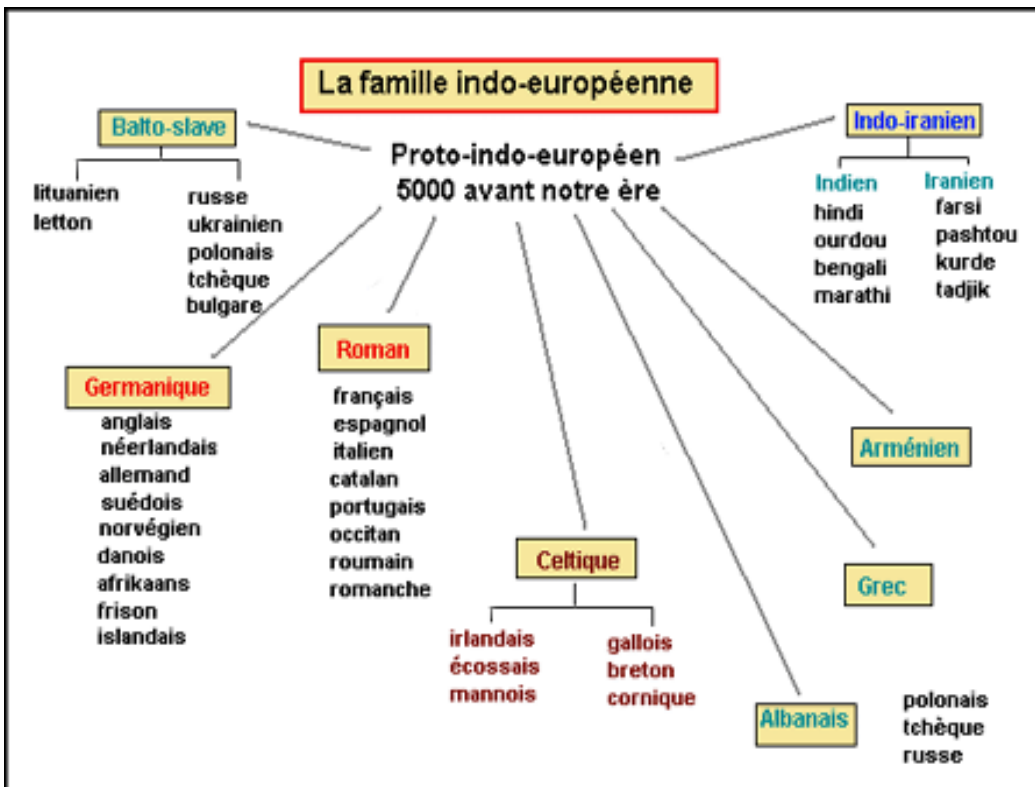 La famille indo-européenne
Balto-slave
lituanien
letton
russe
ukrainien
polonais
tchèque
bulgare
Proto-indo-européen
5000 avant notre ère
Indo-iranien
Indien
hindi
ourdou
bengali
marathi
Iranien
farsi
pashtou
kurde
tadjik
Germanique
anglais
néerlandais
allemand
suédois
norvégien
danois
afrikaans
frison
islandais
Roman
français
espagnol
italien
catalan
portugais
occitan
roumain
romanche
Celtique
irlandais
écossais
mannois
gallois
breton
cornique
Arménien
Grec
Albanais
polonais
tchèque
russe